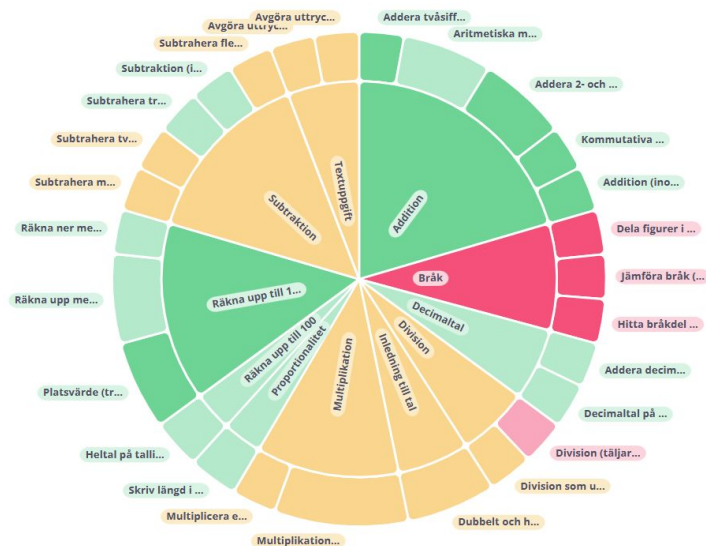 Avgöra uttryc...
Avgöra uttryc...
Subtrahera fle...
Subtraktion (i...
Subtrahera tr...
Subtrahera tv...
Subtrahera m...
Räkna ner me...
Räkna upp me...
Platsvärde (tr...
Heltal på talli...
Skriv längd i ...
Multiplicera e...
Multiplikation...
Addera tvåsiff...
Aritmetiska m...
Addera 2- och ...
Kommutativa ...
Addition (ino...
Dela figurer i ...
Jämföra bråk (...
Hitta bråkdel ...
Addera decim...
Decimaltal på ...
Division (täljar...
Division som u...
Dubbelt och h...
Textuppgift
Subtraktion
Addition
Räkna upp till 1...
Bråk
Decimaltal
Division
Inledning till tal
Multiplikation
Proportionalitet
Räkna upp till 100